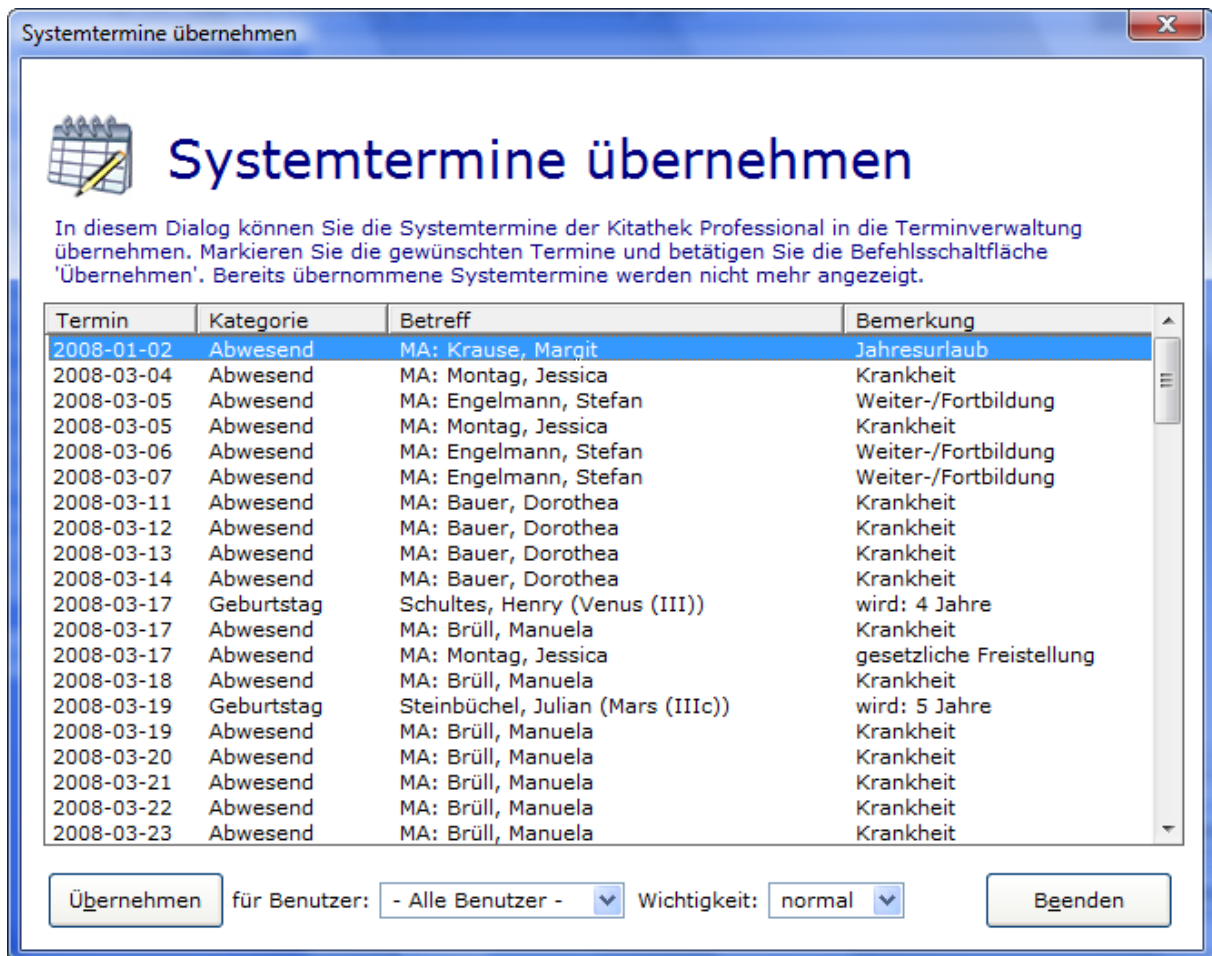 Systemtermine übernehmen
Systemtermine übernehmen
In diesem Dialog können Sie die Systemtermine der Kitathek Professional in die Terminverwaltung
übernehmen. Markieren Sie die gewünschten Termine und betätigen Sie die Befehlsschaltfläche
'Übernehmen'. Bereits übernommene Systemtermine werden nicht mehr angezeigt.
Termin Kategorie Betreff Bemerkung
2008-01-02 Abwesend MA: Krause, Margit Jahresurlaub
2008-03-04 Abwesend MA: Montag, Jessica Krankheit
2008-03-05 Abwesend MA: Engelmann, Stefan Weiter-/Fortbildung
2008-03-05 Abwesend MA: Montag, Jessica Krankheit
2008-03-06 Abwesend MA: Engelmann, Stefan Weiter-/Fortbildung
2008-03-07 Abwesend MA: Engelmann, Stefan Weiter-/Fortbildung
2008-03-11 Abwesend MA: Bauer, Dorothea Krankheit
2008-03-12 Abwesend MA: Bauer, Dorothea Krankheit
2008-03-13 Abwesend MA: Bauer, Dorothea Krankheit
2008-03-14 Abwesend MA: Bauer, Dorothea Krankheit
2008-03-17 Geburtstag Schultes, Henry (Venus (III)) wird: 4 Jahre
2008-03-17 Abwesend MA: Brüll, Manuela Krankheit
2008-03-17 Abwesend MA: Montag, Jessica gesetzliche Freistellung
2008-03-18 Abwesend MA: Brüll, Manuela Krankheit
2008-03-19 Geburtstag Steinbüchel, Julian (Mars (IIIc)) wird: 5 Jahre
2008-03-19 Abwesend MA: Brüll, Manuela Krankheit
2008-03-20 Abwesend MA: Brüll, Manuela Krankheit
2008-03-21 Abwesend MA: Brüll, Manuela Krankheit
2008-03-22 Abwesend MA: Brüll, Manuela Krankheit
2008-03-23 Abwesend MA: Brüll, Manuela Krankheit
Übernehmen für Benutzer: - Alle Benutzer - Wichtigkeit: normal Beenden